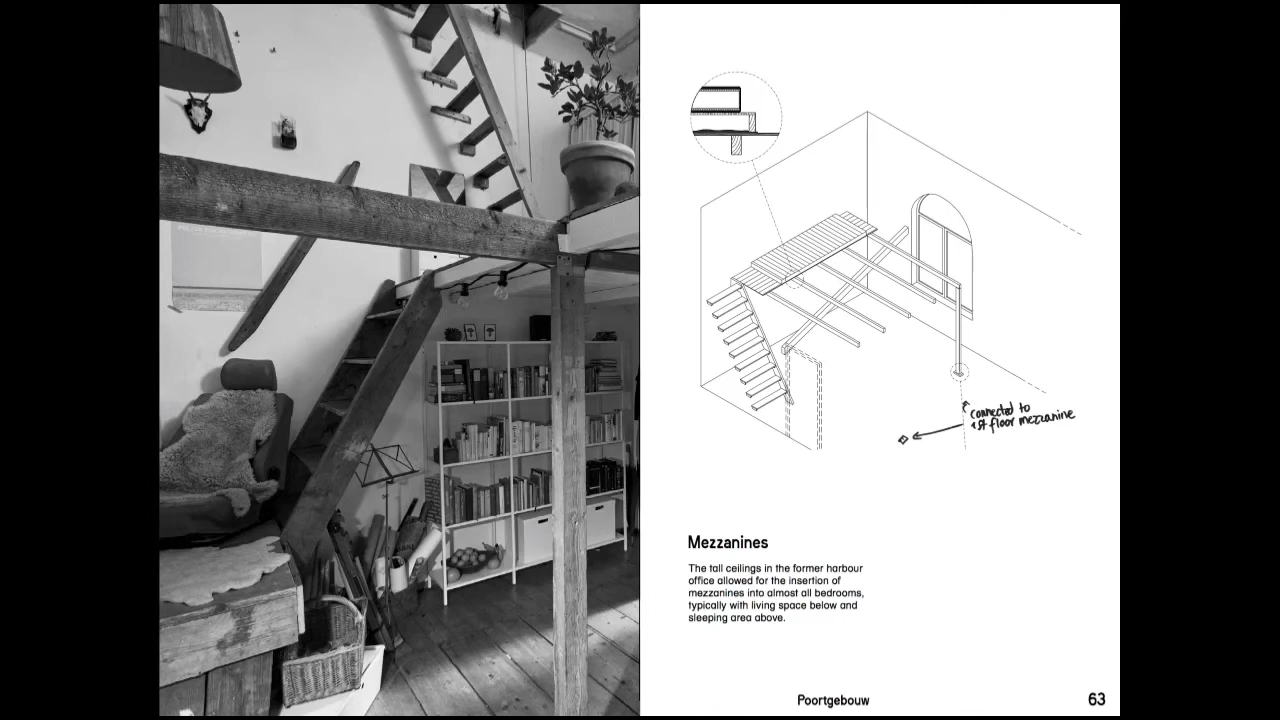 connected to
1st floor mezzanine
Mezzanines
The tall ceilings in the former harbour
office allowed for the insertion of
mezzanines into almost all bedrooms,
typically with living space below and
sleeping area above.
Poortgebouw
63